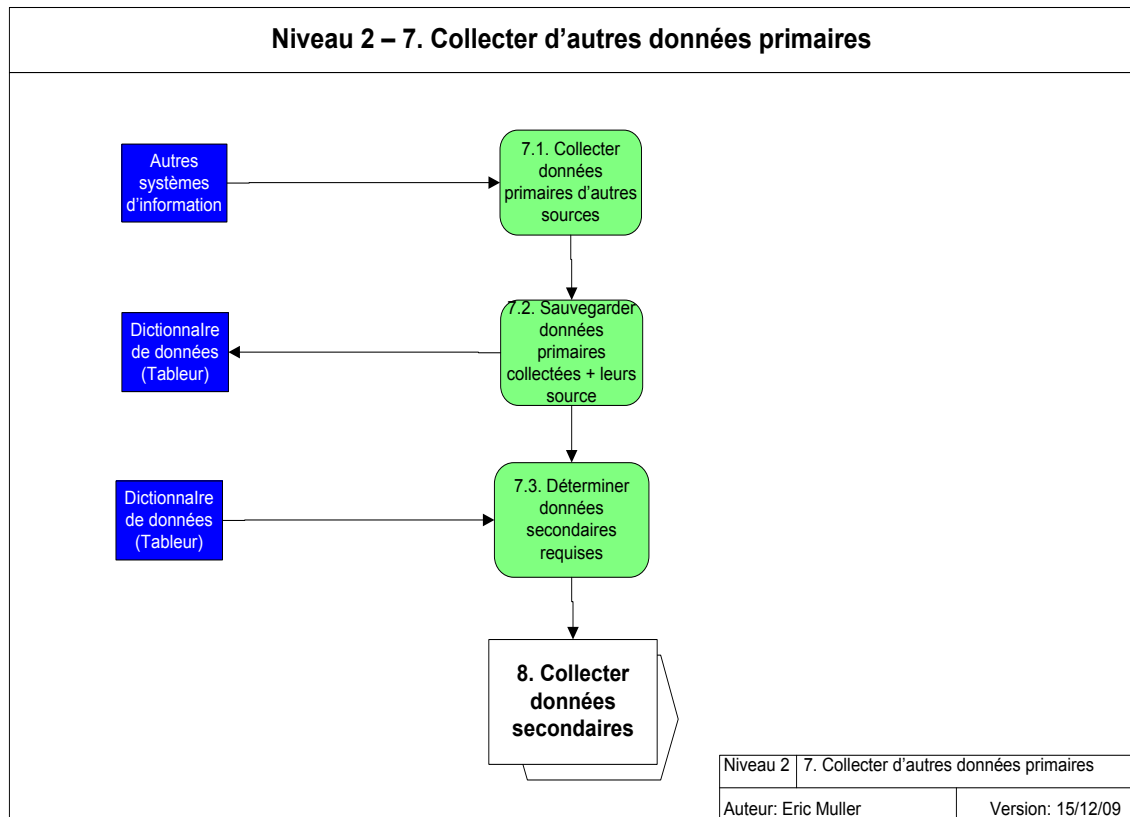 Niveau 2 – 7. Collecter d’autres données primaires
Autres
systèmes
d’information
7.1. Collecter
données
primaires d’autres
sources
Dictionnaire
de données
(Tableur)
7.2. Sauvegarder
données
primaires
collectées + leurs
source
Dictionnaire
de données
(Tableur)
7.3. Déterminer
données
secondaires
requises
8. Collecter
données
secondaires
Niveau 2 7. Collecter d’autres données primaires
Auteur: Eric Muller Version: 15/12/09